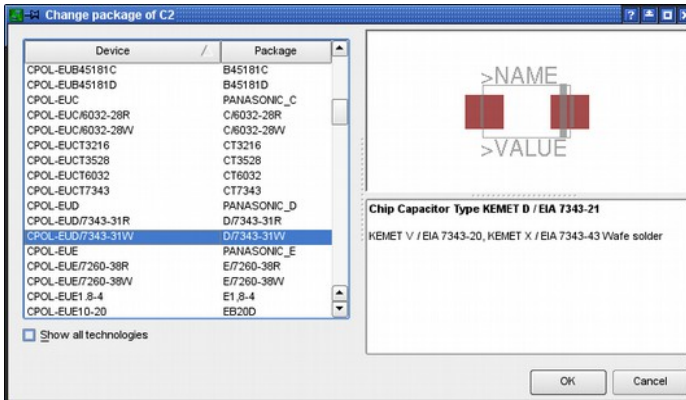 Change package of C2
Device Package
CPOL-EUB45181C B45181C
CPOL-EUB45181D B45181D
CPOL-EUC PANASONIC_C
CPOL-EUC/6032-28R C/6032-28R
CPOL-EUC/6032-28W C/6032-28W
CPOL-EUCT3216 CT3216
CPOL-EUCT3528 CT3528
CPOL-EUCT6032 CT6032
CPOL-EUCT7343 CT7343
CPOL-EUD PANASONIC_D
CPOL-EUD/7343-31R D/7343-31R
CPOL-EUD/7343-31W D/7343-31W
CPOL-EUE PANASONIC_E
CPOL-EUE/7260-38R E/7260-38R
CPOL-EUE/7260-38W E/7260-38W
CPOL-EUE1.8-4 E1,8-4
CPOL-EUE10-20 EB20D
Show all technologies
>NAME
>VALUE
Chip Capacitor Type KEMET D / EIA 7343-21
KEMET V / EIA 7343-20, KEMET X / EIA 7343-43 Wafe solder
OK Cancel